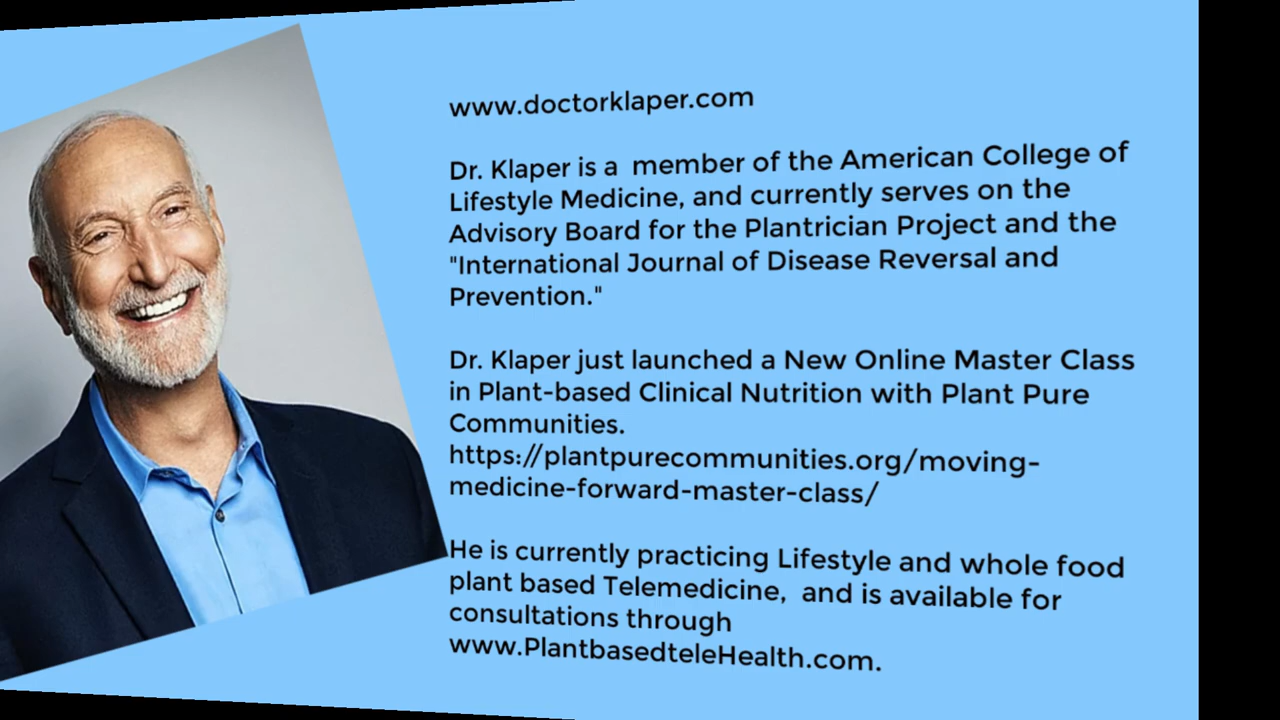 www.doctorklaper.com
Dr. Klaper is a  member of the American College of
Lifestyle Medicine, and currently serves on the
Advisory Board for the Plantrician Project and the
"International Journal of Disease Reversal and
Prevention."
Dr. Klaper just launched a New Online Master Class
in Plant-based Clinical Nutrition with Plant Pure
Communities.
https://plantpurecommunities.org/moving-
medicine-forward-master-class/
He is currently practicing Lifestyle and whole food
plant based Telemedicine,  and is available for
consultations through
www.PlantbasedteleHealth.com.